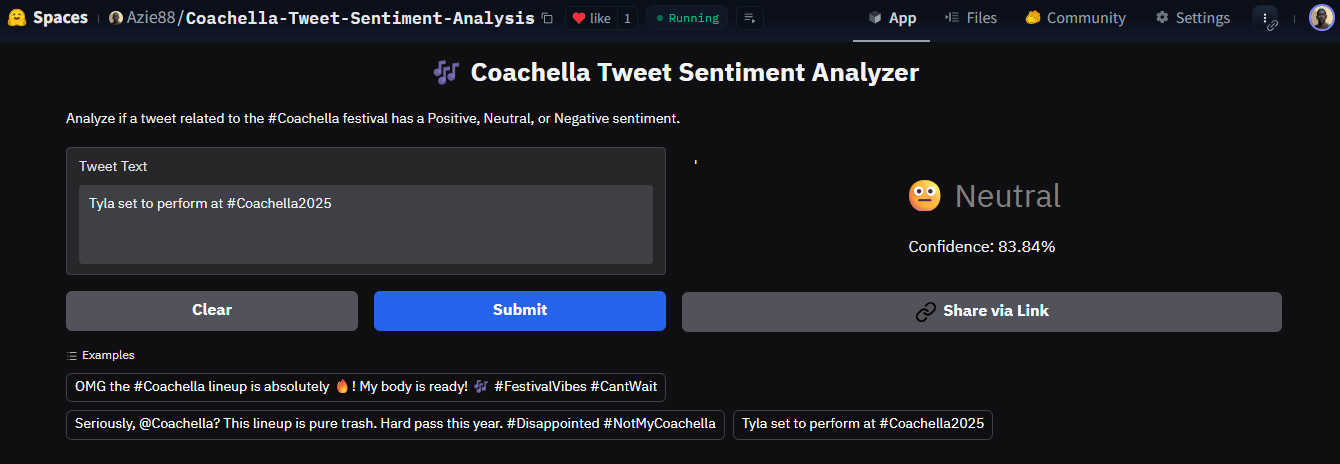 Spaces Azie88/Coachella-Tweet-Sentiment-Analysis like 1 Running App Files Community Settings
🎶 Coachella Tweet Sentiment Analyzer
Analyze if a tweet related to the #Coachella festival has a Positive, Neutral, or Negative sentiment.
Tweet Text
Tyla set to perform at #Coachella2025
'
😐 Neutral
Confidence: 83.84%
Clear Submit Share via Link
Examples
OMG the #Coachella lineup is absolutely 🔥! My body is ready! 🎶 #FestivalVibes #CantWait
Seriously, @Coachella? This lineup is pure trash. Hard pass this year. #Disappointed #NotMyCoachella Tyla set to perform at #Coachella2025